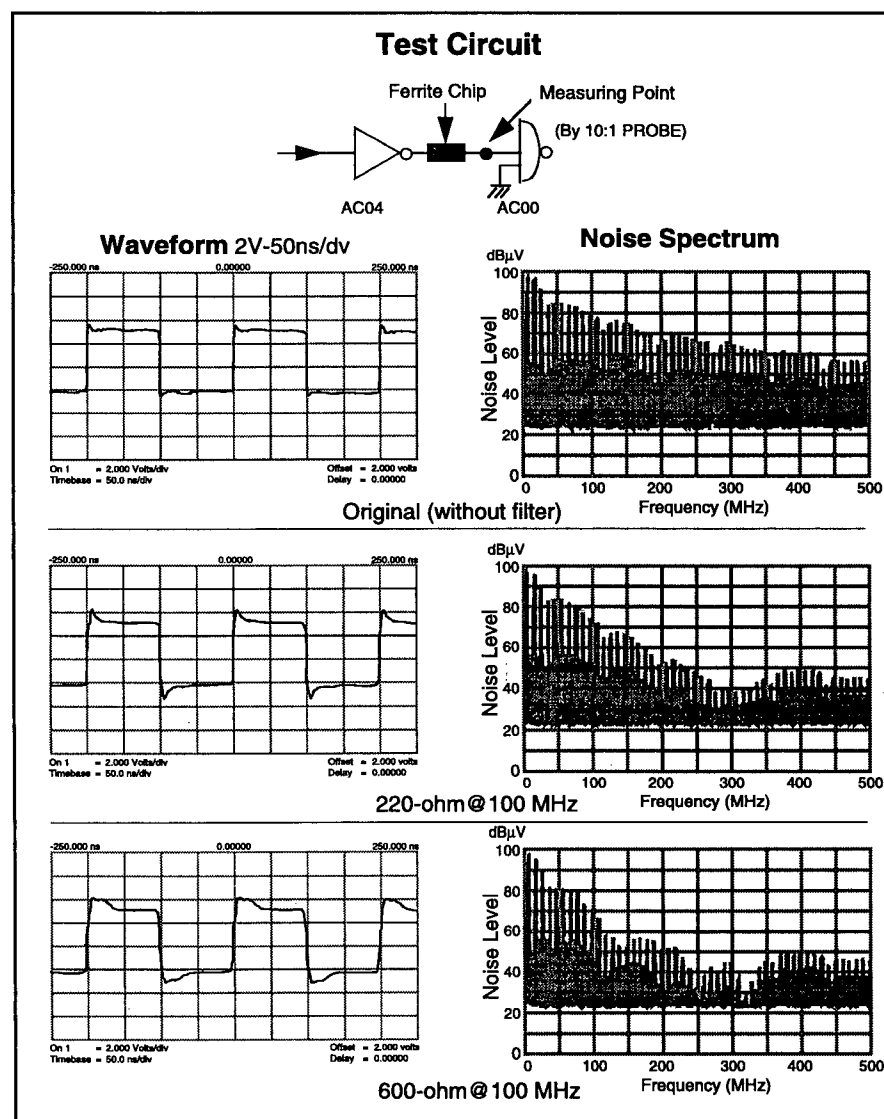 Test Circuit
Ferrite Chip
Measuring Point
(By 10:1 PROBE)
AC04
AC00
Waveform 2V-50ns/dv
Noise Spectrum
-250.000 ns 0.00000 250.000 ns
On 1 = 2.000 Volts/div Offset = 2.000 volts
Timebase = 50.0 ns/div Delay = 0.00000
dBµV
Noise Level
100
80
60
40
20
0
0 100 200 300 400 500
Frequency (MHz)
Original (without filter)
-250.000 ns 0.00000 250.000 ns
On 1 = 2.000 Volts/div Offset = 2.000 volts
Timebase = 50.0 ns/div Delay = 0.00000
dBµV
Noise Level
100
80
60
40
20
0
0 100 200 300 400 500
Frequency (MHz)
220-ohm@100 MHz
-250.000 ns 0.00000 250.000 ns
On 1 = 2.000 Volts/div Offset = 2.000 volts
Timebase = 50.0 ns/div Delay = 0.00000
dBµV
Noise Level
100
80
60
40
20
0
0 100 200 300 400 500
Frequency (MHz)
600-ohm@100 MHz